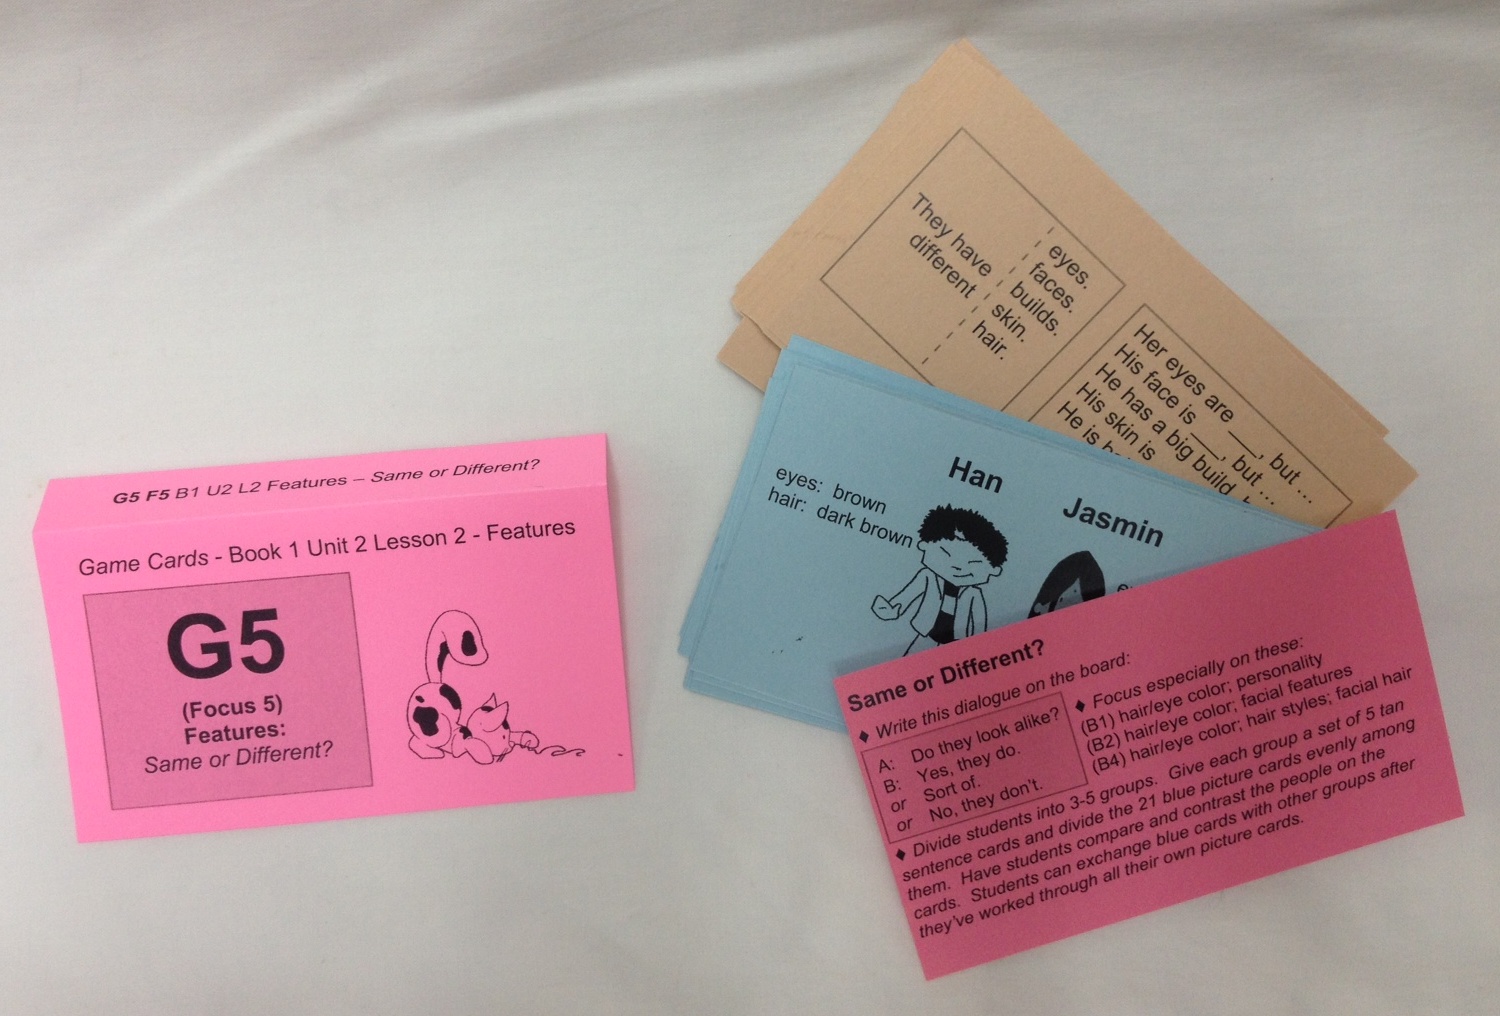 G5 F5 B1 U2 L2 Features – Same or Different?
Game Cards - Book 1 Unit 2 Lesson 2 - Features
G5
(Focus 5)
Features:
Same or Different?
They have
different
eyes.
faces.
builds.
skin.
hair.
Her eyes are ___, but ...
His face is ___, but ...
He has a big build,
His skin is
He is
Han
eyes: brown
hair: dark brown
Jasmin
Same or Different?
♦ Write this dialogue on the board:
A: Do they look alike?
B: Yes, they do.
or Sort of.
or No, they don't.
♦ Focus especially on these:
(B1) hair/eye color; personality
(B2) hair/eye color; facial features
(B4) hair/eye color; hair styles; facial hair
♦ Divide students into 3-5 groups. Give each group a set of 5 tan
sentence cards and divide the 21 blue picture cards evenly among
them. Have students compare and contrast the people on the
cards. Students can exchange blue cards with other groups after
they've worked through all their own picture cards.